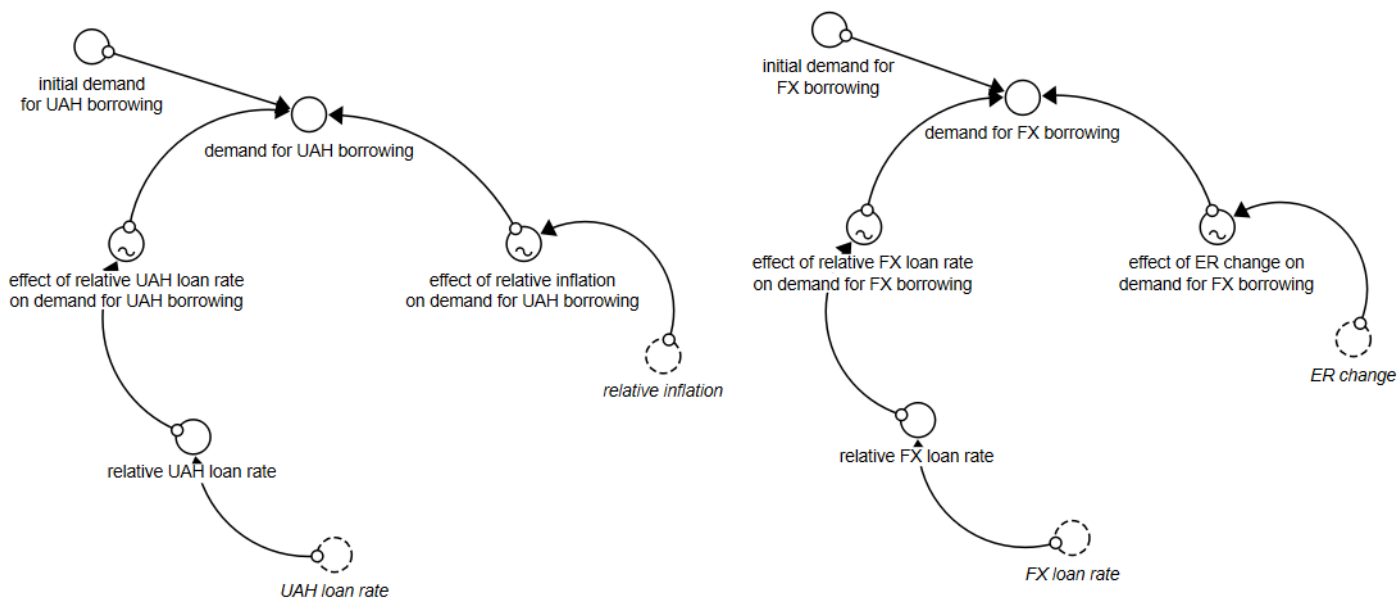 initial demand
for UAH borrowing
demand for UAH borrowing
effect of relative UAH loan rate
on demand for UAH borrowing
effect of relative inflation
on demand for UAH borrowing
relative inflation
relative UAH loan rate
UAH loan rate
initial demand for
FX borrowing
demand for FX borrowing
effect of relative FX loan rate
on demand for FX borrowing
effect of ER change on
demand for FX borrowing
ER change
relative FX loan rate
FX loan rate